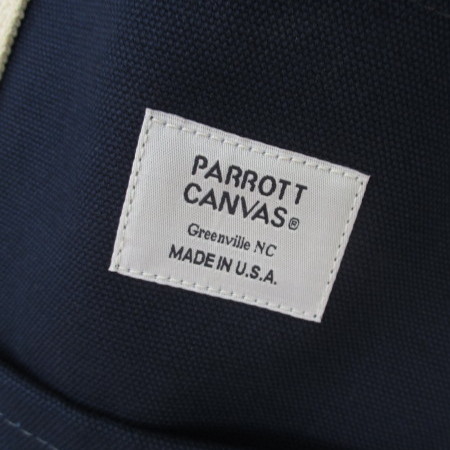 PARROTT
CANVAS®
Greenville NC
MADE IN U.S.A.